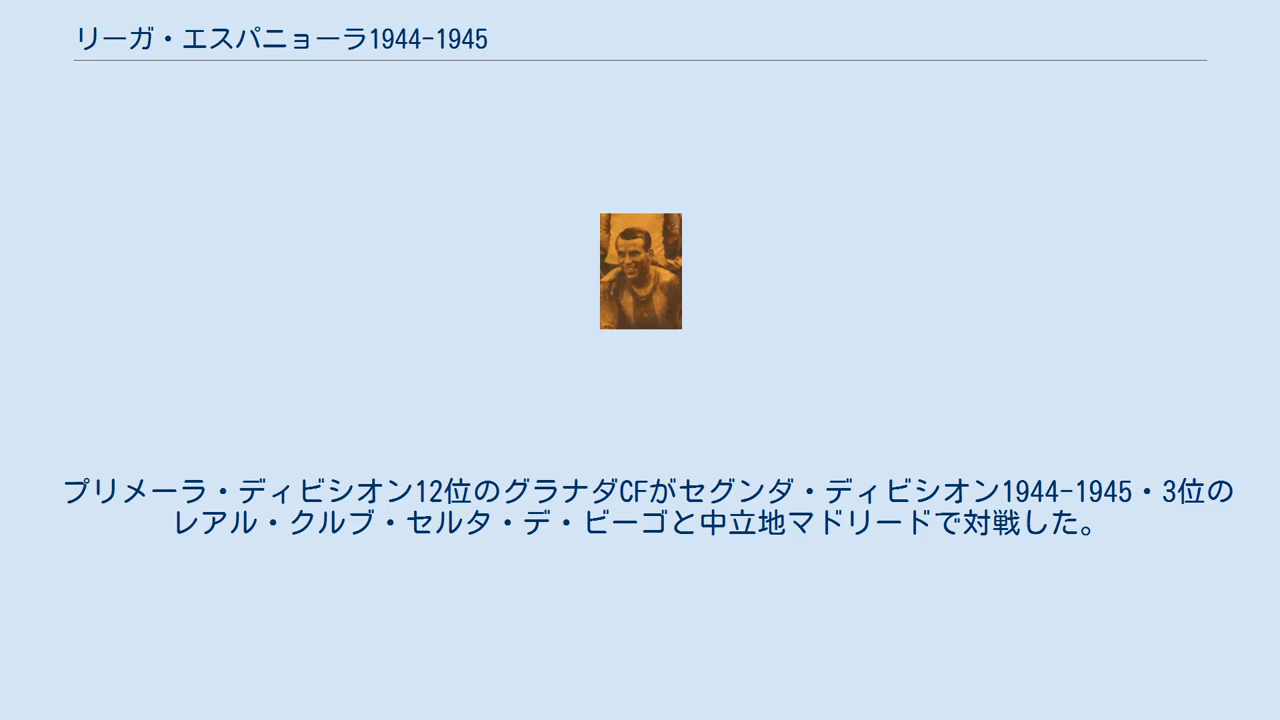 リーガ・エスパニョーラ1944-1945
プリメーラ・ディビシオン12位のグラナダCFがセグンダ・ディビシオン1944-1945・3位の
レアル・クルブ・セルタ・デ・ビーゴと中立地マドリードで対戦した。